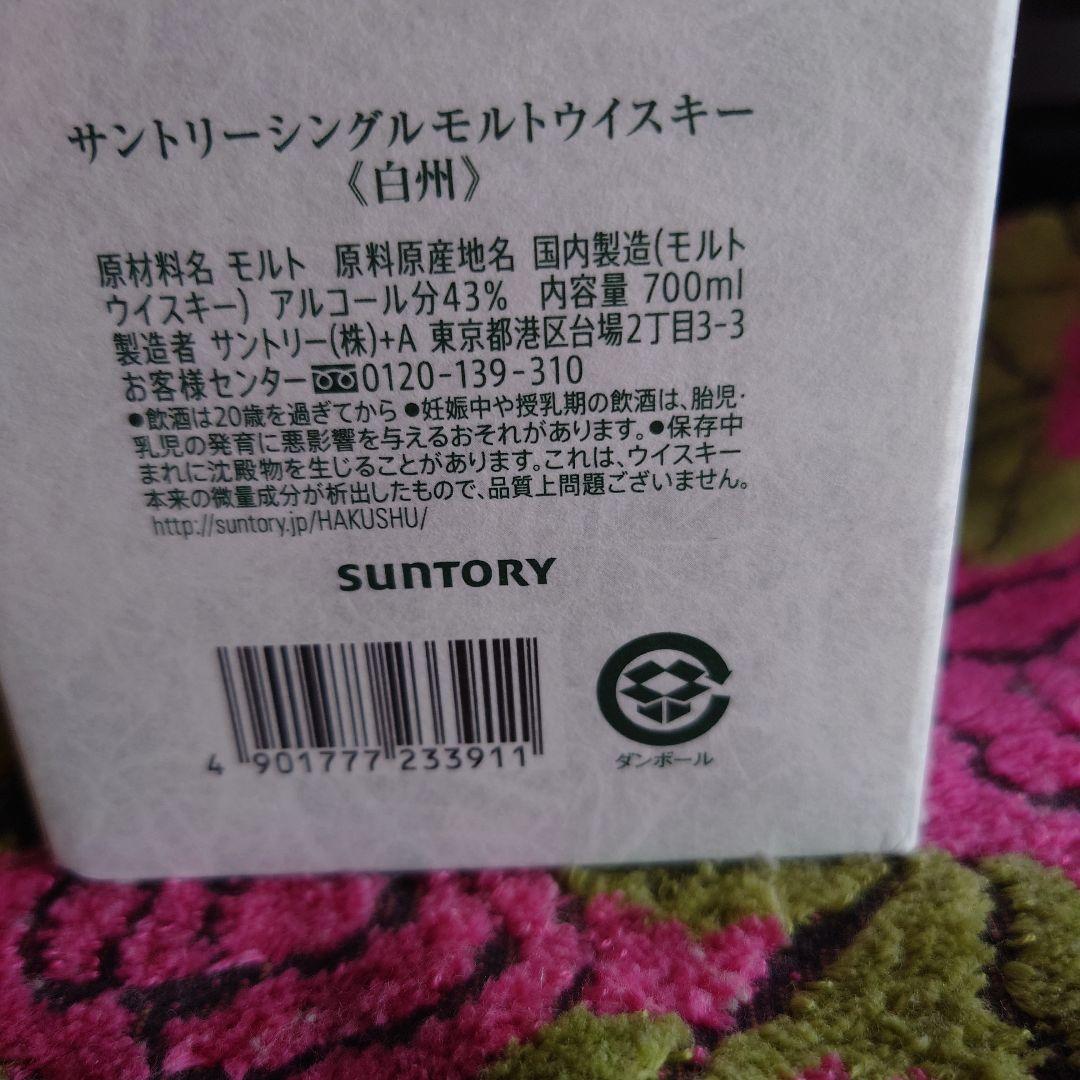 サントリーシングルモルトウイスキー
《白州》
原材料名 モルト 原料原産地名 国内製造(モルト
ウイスキー) アルコール分43% 内容量 700ml
製造者 サントリー(株)+A 東京都港区台場2丁目3-3
お客様センター 0120-139-310
●飲酒は20歳を過ぎてから ●妊娠中や授乳期の飲酒は、胎児・
乳児の発育に悪影響を与えるおそれがあります。●保存中
まれに沈殿物を生じることがあります。これは、ウイスキー
本来の微量成分が析出したもので、品質上問題ございません。
http://suntory.jp/HAKUSHU/
SUNTORY
4 901777 233911
ダンボール